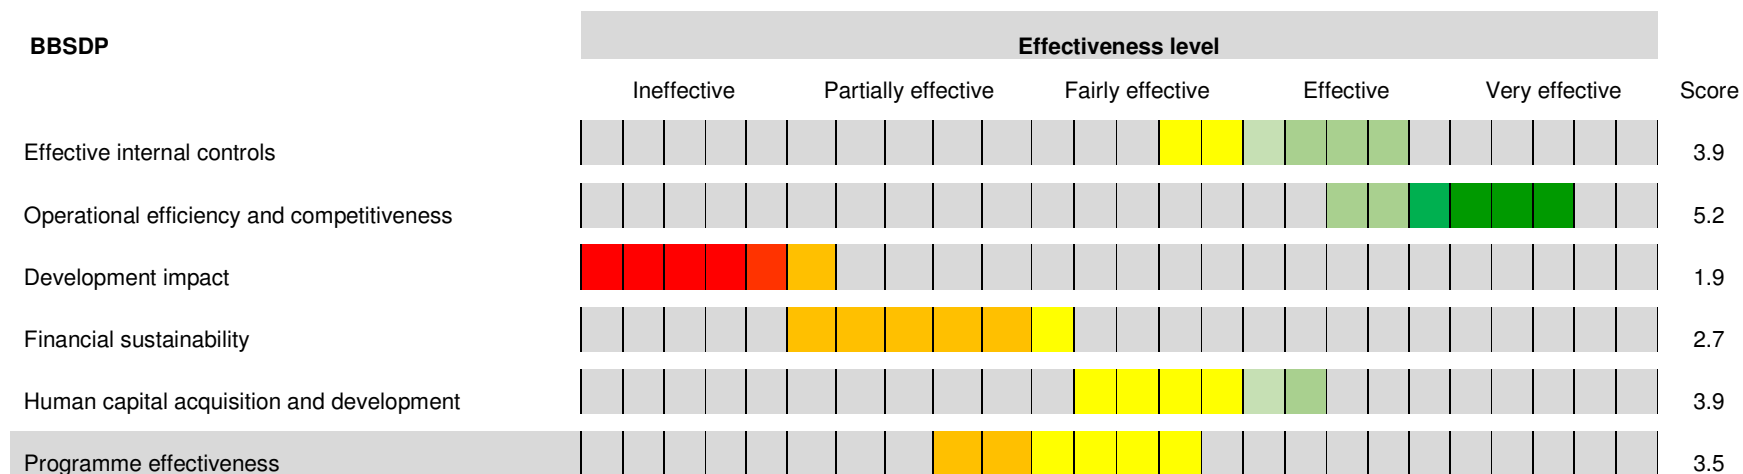 BBSDP Effectiveness level
Ineffective Partially effective Fairly effective Effective Very effective Score
Effective internal controls 3.9
Operational efficiency and competitiveness 5.2
Development impact 1.9
Financial sustainability 2.7
Human capital acquisition and development 3.9
Programme effectiveness 3.5